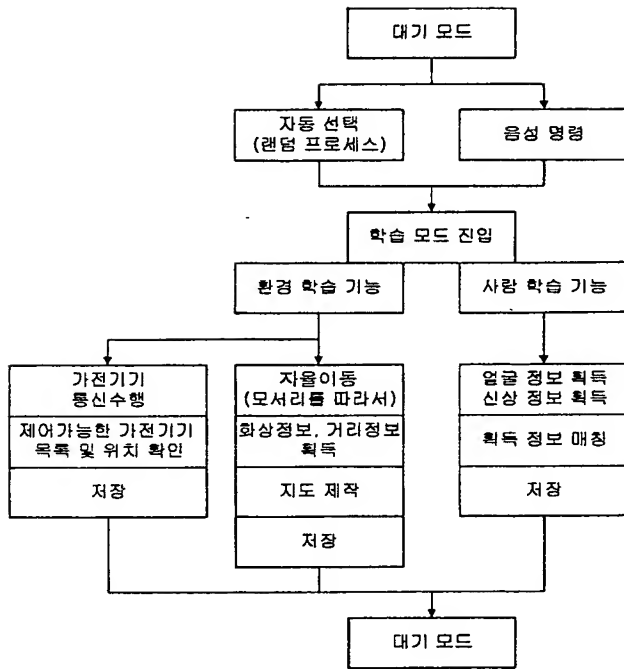 대기 모드
자동 선택
(랜덤 프로세스)
음성 명령
학습 모드 진입
환경 학습 기능
사람 학습 기능
가전기기
통신수행
제어가능한 가전기기
목록 및 위치 확인
저장
자율이동
(모서리를 따라서)
화상정보, 거리정보
획득
지도 제작
저장
얼굴 정보 획득
신상 정보 획득
획득 정보 매칭
저장
대기 모드